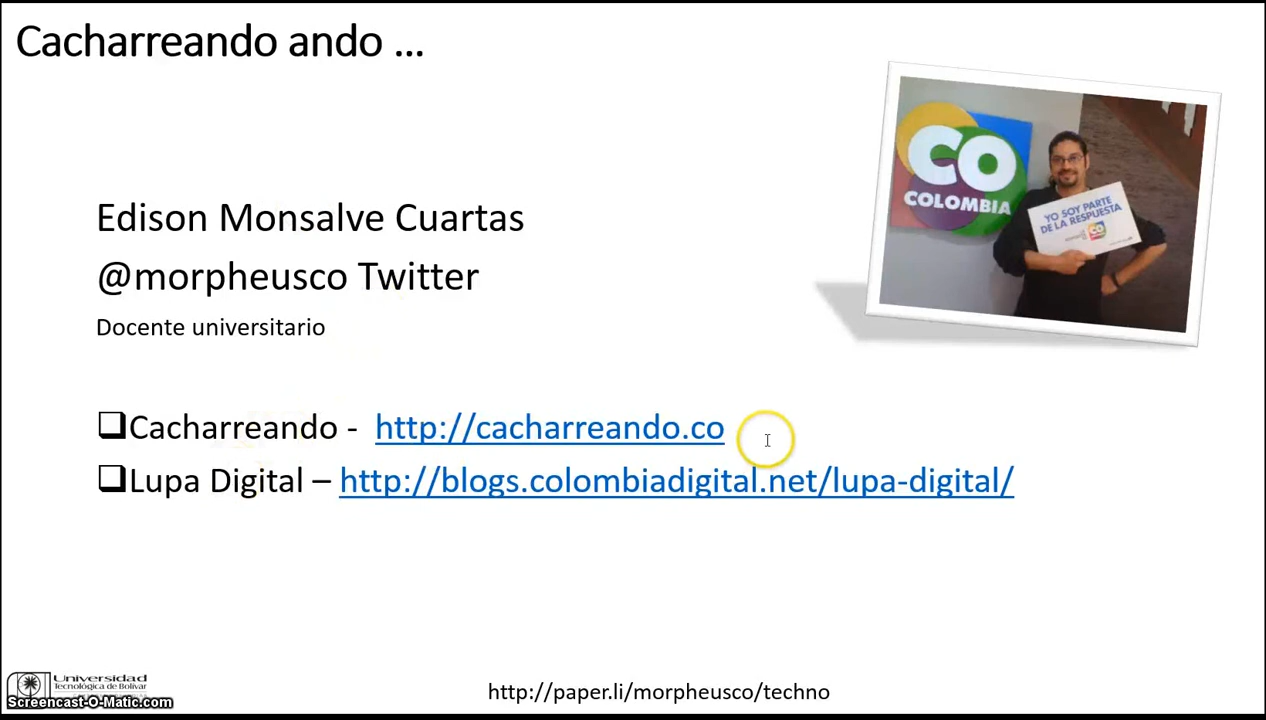 Cacharreando ando ...
CO
COLOMBIA
YO SOY PARTE
DE LA RESPUESTA
CO
Edison Monsalve Cuartas
@morpheusco Twitter
Docente universitario
❑Cacharreando - http://cacharreando.co
❑Lupa Digital – http://blogs.colombiadigital.net/lupa-digital/
Universidad
Tecnológica de Bolívar
Screencast-O-Matic.com
http://paper.li/morpheusco/techno